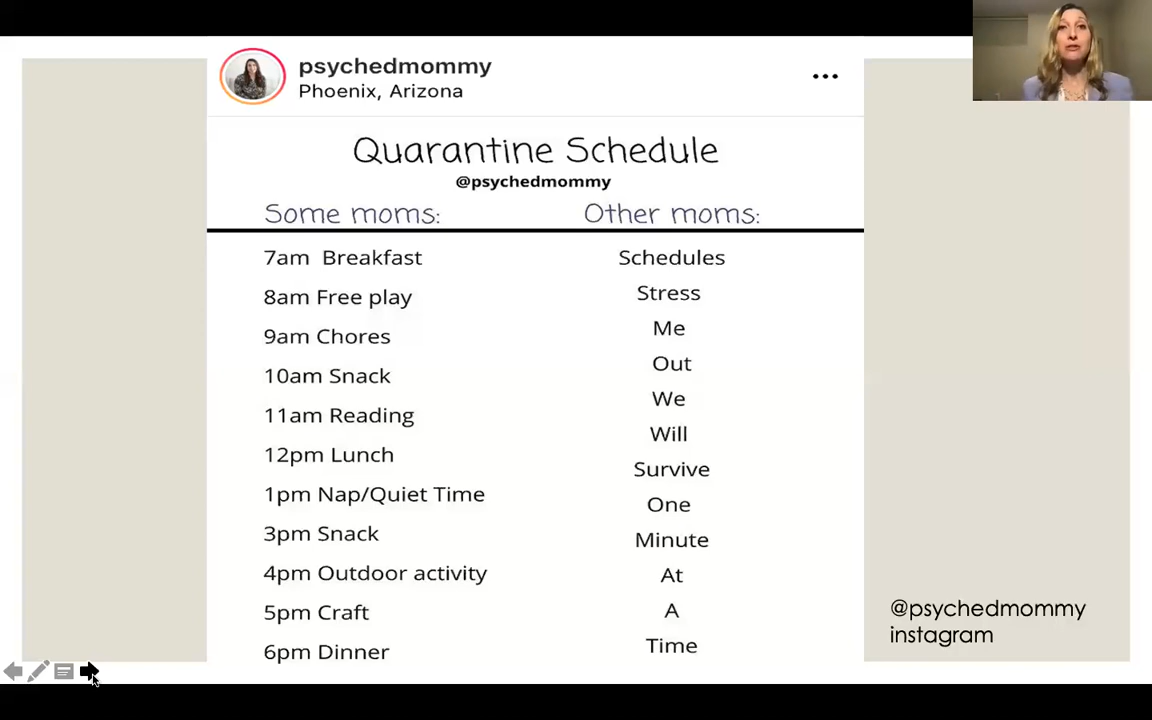 psychedmommy
Phoenix, Arizona
Quarantine Schedule
@psychedmommy
Some moms:
7am Breakfast
8am Free play
9am Chores
10am Snack
11am Reading
12pm Lunch
1pm Nap/Quiet Time
3pm Snack
4pm Outdoor activity
5pm Craft
6pm Dinner
Other moms:
Schedules
Stress
Me
Out
We
Will
Survive
One
Minute
At
A
Time
@psychedmommy
instagram